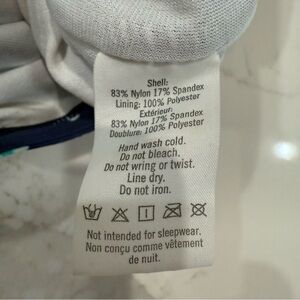 Shell:
83% Nylon 17% Spandex
Lining: 100% Polyester
Extérieur:
83% Nylon 17% Spandex
Doublure: 100% Polyester
Hand wash cold.
Do not bleach.
Do not wring or twist.
Line dry.
Do not iron.
Not intended for sleepwear.
Non conçu comme vêtement
de nuit.